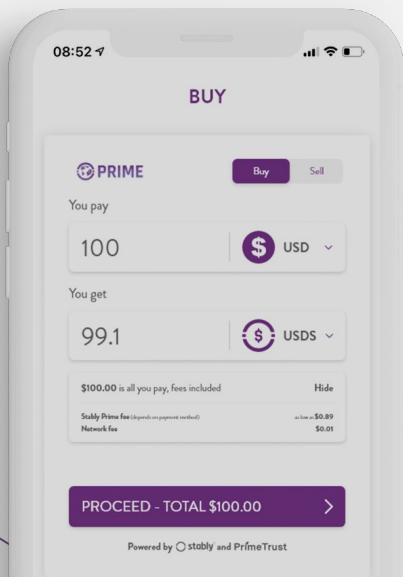 08:52
BUY
PRIME
Buy Sell
You pay
100 $ USD
You get
99.1 $ USDS
$100.00 is all you pay, fees included Hide
Stably Prime fee (depends on payment method) as low as $0.89
Network fee $0.01
PROCEED - TOTAL $100.00
Powered by stably and PrimeTrust